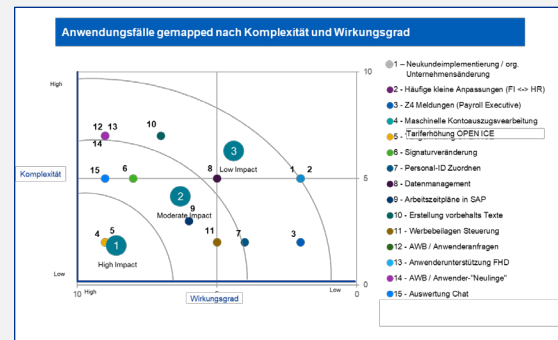 Anwendungsfälle gemapped nach Komplexität und Wirkungsgrad
High
10
12 13
10
14
3
Low Impact
Komplexität
15
6
8
1 2
5
2
Moderate Impact
9
4 5
1
High Impact
11
7
3
Low
0
10
High
Wirkungsgrad
5
Low
0
1 – Neukundeimplementierung / org.
Unternehmensänderung
2 - Häufige kleine Anpassungen (FI <-> HR)
3 - Z4 Meldungen (Payroll Executive)
4 - Maschinelle Kontoauszugsvearbeitung
5 -
Tariferhöhung OPEN ICE
6 - Signaturveränderung
7 - Personal-ID Zuordnen
8 - Datenmanagement
9 - Arbeitszeitpläne in SAP
10 - Erstellung vorbehalts Texte
11 - Werbebeilagen Steuerung
12 - AWB / Anwenderanfragen
13 - Anwenderunterstützung FHD
14 - AWB / Anwender-"Neulinge"
15 - Auswertung Chat